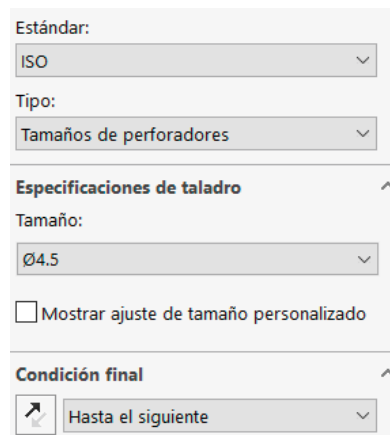 Estándar:
ISO
Tipo:
Tamaños de perforadores
Especificaciones de taladro
Tamaño:
Ø4.5
Mostrar ajuste de tamaño personalizado
Condición final
Hasta el siguiente